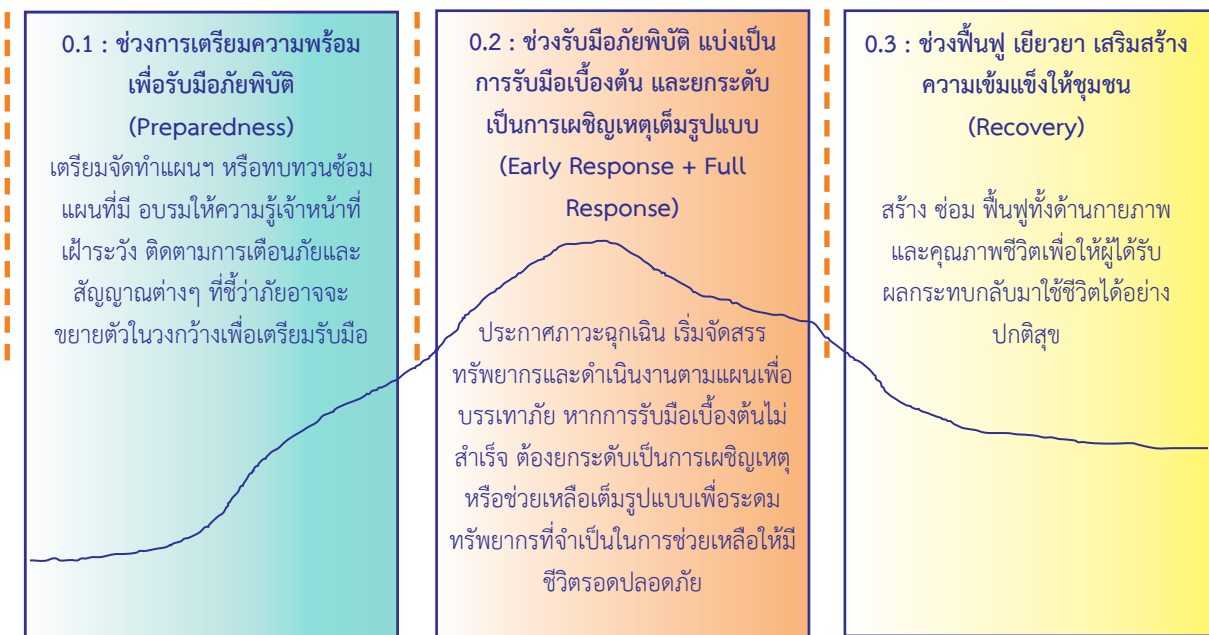 0.1 : ช่วงการเตรียมความพร้อม
เพื่อรับมือภัยพิบัติ
(Preparedness)
เตรียมจัดทำแผนฯ หรือทบทวนซ้อม
แผนที่มี อบรมให้ความรู้เจ้าหน้าที่
เฝ้าระวัง ติดตามการเตือนภัยและ
สัญญาณต่างๆ ที่ชี้ว่าภัยอาจจะ
ขยายตัวในวงกว้างเพื่อเตรียมรับมือ
0.2 : ช่วงรับมือภัยพิบัติ แบ่งเป็น
การรับมือเบื้องต้น และยกระดับ
เป็นการเผชิญเหตุเต็มรูปแบบ
(Early Response + Full
Response)
ประกาศภาวะฉุกเฉิน เริ่มจัดสรร
ทรัพยากรและดำเนินงานตามแผนเพื่อ
บรรเทาภัย หากการรับมือเบื้องต้นไม่
สำเร็จ ต้องยกระดับเป็นการเผชิญเหตุ
หรือช่วยเหลือเต็มรูปแบบเพื่อระดม
ทรัพยากรที่จำเป็นในการช่วยเหลือให้มี
ชีวิตรอดปลอดภัย
0.3 : ช่วงฟื้นฟู เยียวยา เสริมสร้าง
ความเข้มแข็งให้ชุมชน
(Recovery)
สร้าง ซ่อม ฟื้นฟูทั้งด้านกายภาพ
และคุณภาพชีวิตเพื่อให้ผู้ได้รับ
ผลกระทบกลับมาใช้ชีวิตได้อย่าง
ปกติสุข